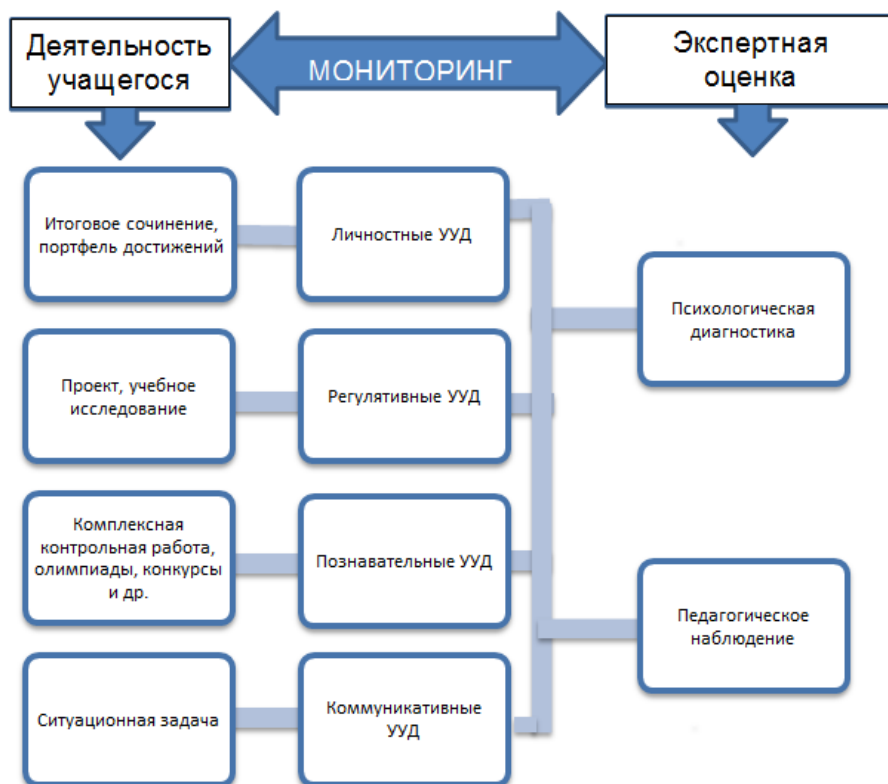 Деятельность
учащегося
МОНИТОРИНГ
Экспертная
оценка
Итоговое сочинение,
портфель достижений
Личностные УУД
Психологическая
диагностика
Проект, учебное
исследование
Регулятивные УУД
Комплексная
контрольная работа,
олимпиады, конкурсы
и др.
Познавательные УУД
Педагогическое
наблюдение
Ситуационная задача
Коммуникативные
УУД